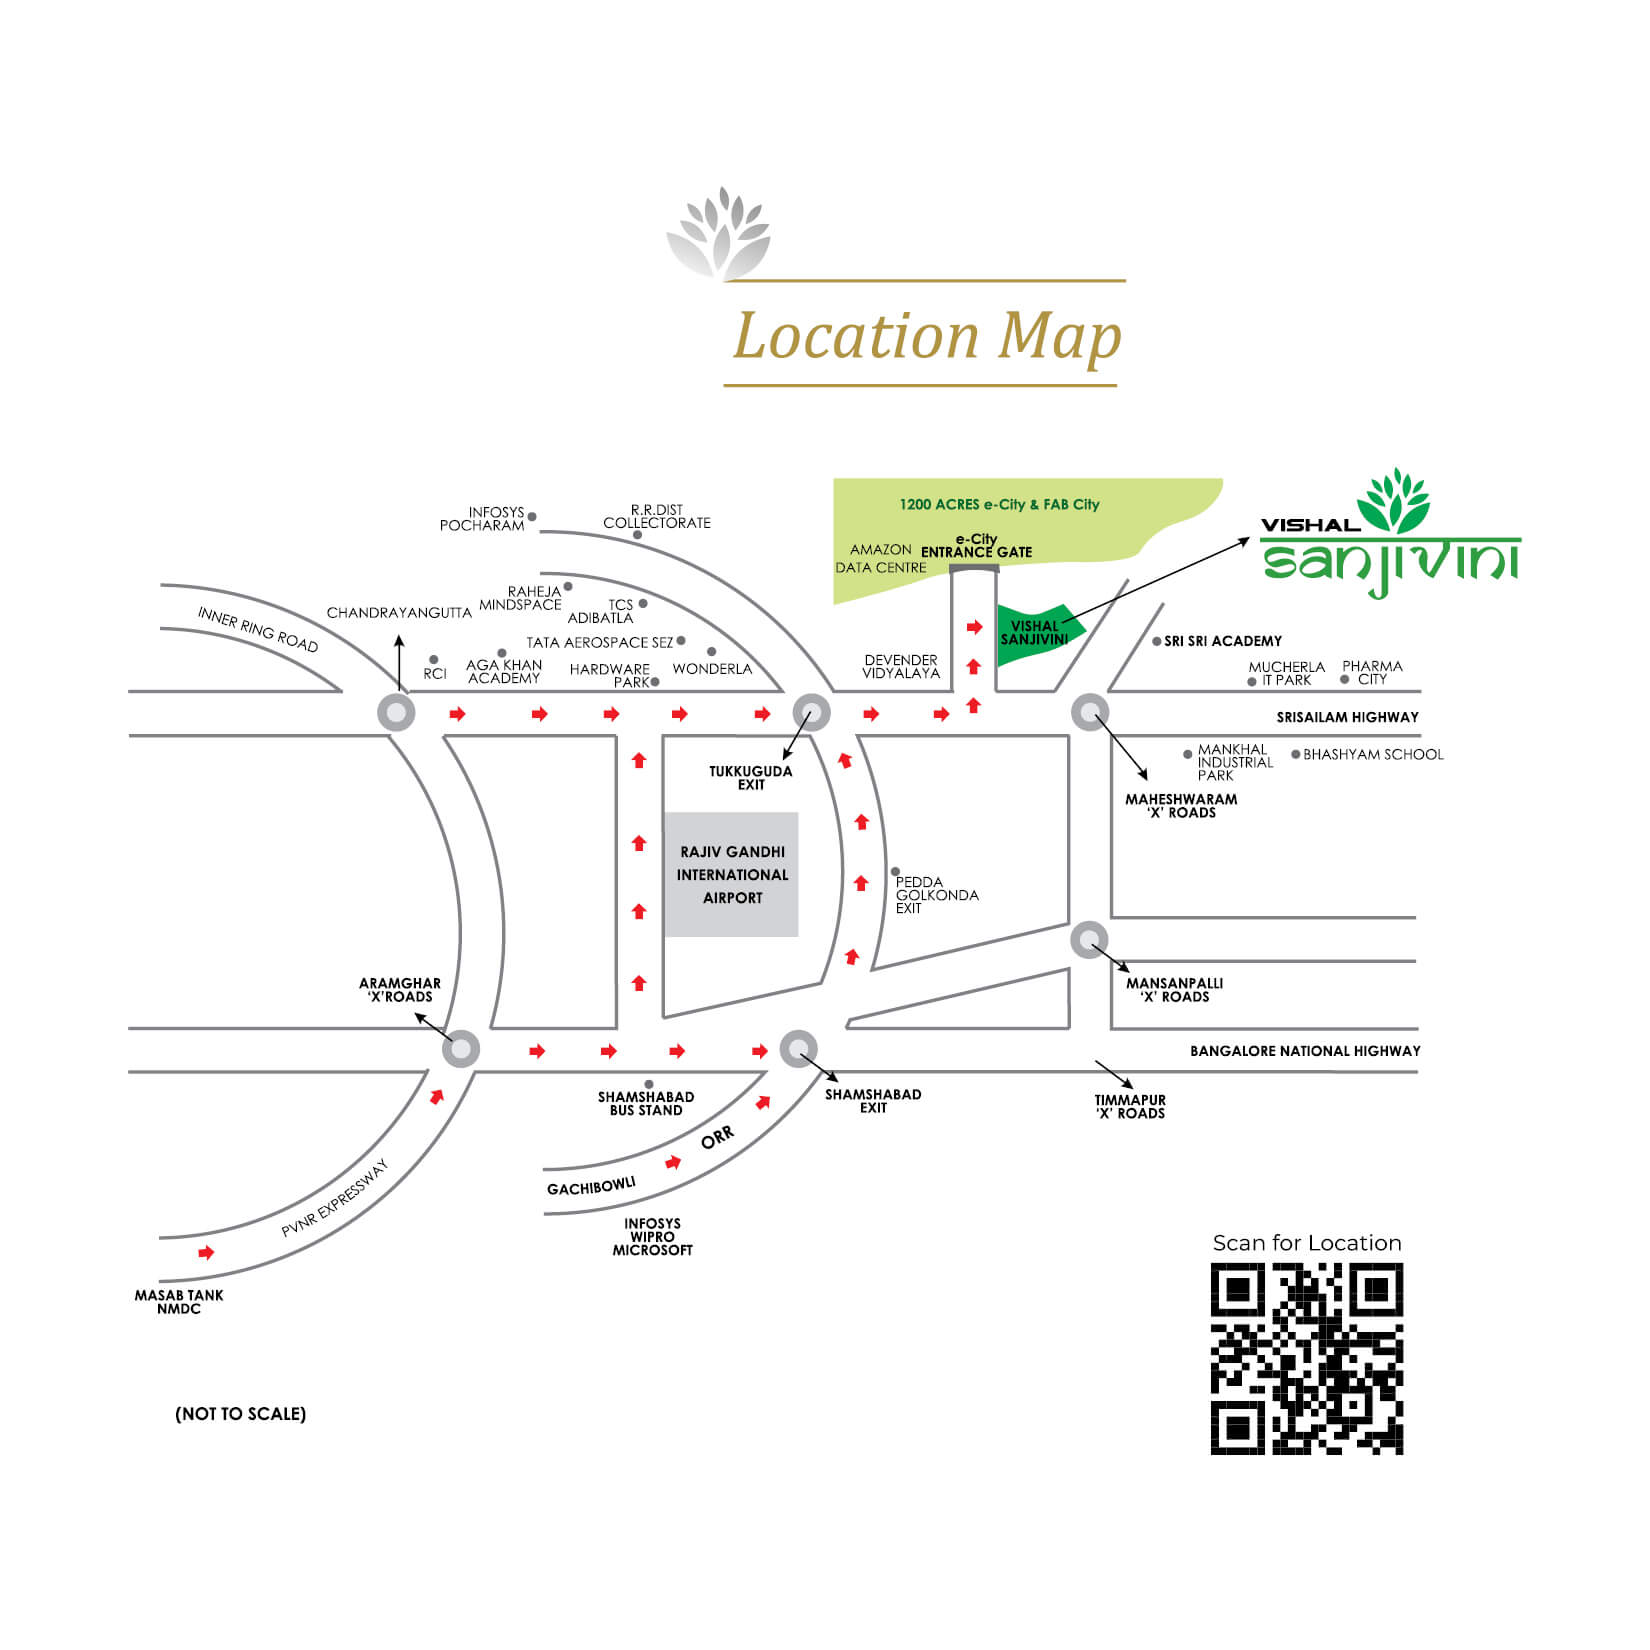 Location Map
1200 ACRES e-City & FAB City
e-City
ENTRANCE GATE
AMAZON
DATA CENTRE
VISHAL
SANJIVINI
VISHAL
SANJIVINI
INFOSYS
POCHARAM
R.R.DIST
COLLECTORATE
RAHEJA
MINDSPACE
TCS
ADIBATLA
INNER RING ROAD
CHANDRAYANGUTTA
TATA AEROSPACE SEZ
RCI
AGA KHAN
ACADEMY
HARDWARE
PARK
WONDERLA
DEVENDER
VIDYALAYA
SRI SRI ACADEMY
MUCHERLA
IT PARK
PHARMA
CITY
SRISAILAM HIGHWAY
MANKHAL
INDUSTRIAL
PARK
BHASHYAM SCHOOL
TUKKUGUDA
EXIT
MAHESHWARAM
‘X’ ROADS
RAJIV GANDHI
INTERNATIONAL
AIRPORT
PEDDA
GOLKONDA
EXIT
ARAMGHAR
‘X’ROADS
MANSANPALLI
‘X’ ROADS
BANGALORE NATIONAL HIGHWAY
SHAMSHABAD
BUS STAND
SHAMSHABAD
EXIT
TIMMAPUR
‘X’ ROADS
ORR
GACHIBOWLI
PVNR EXPRESSWAY
INFOSYS
WIPRO
MICROSOFT
MASAB TANK
NMDC
Scan for Location
(NOT TO SCALE)